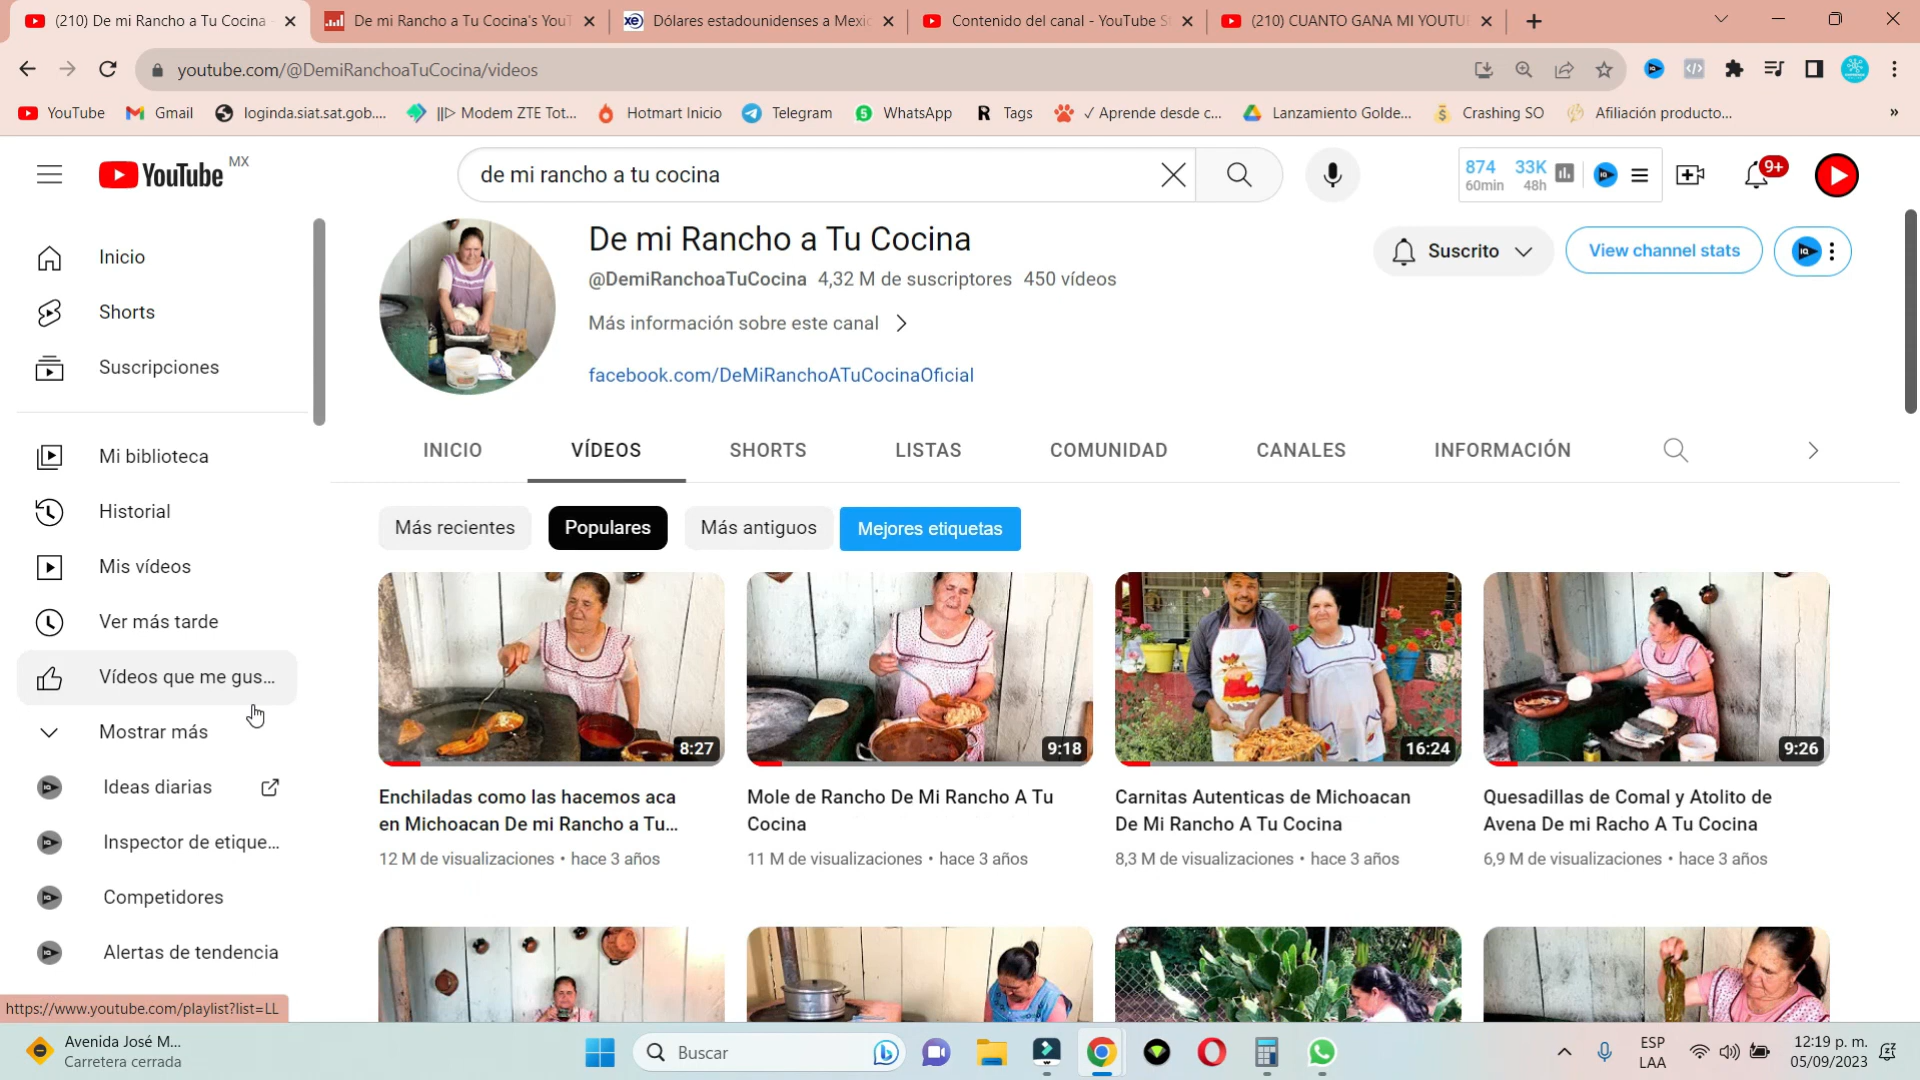 (210) De mi Rancho a Tu Cocina
De mi Rancho a Tu Cocina's YouT
Dólares estadounidenses a Mexic
Contenido del canal - YouTube S
(210) CUANTO GANA MI YOUTU
youtube.com/@DemiRanchoaTuCocina/videos
YouTube
Gmail
loginda.siat.sat.gob....
||▷ Modem ZTE Tot...
Hotmart Inicio
Telegram
WhatsApp
Tags
✓ Aprende desde c...
Lanzamiento Golde...
Crashing SO
Afiliación producto...
»
YouTube MX
de mi rancho a tu cocina
874 33K
60min 48h
9+
Inicio
Shorts
Suscripciones
Mi biblioteca
Historial
Mis vídeos
Ver más tarde
Vídeos que me gus...
Mostrar más
Ideas diarias
Inspector de etique...
Competidores
Alertas de tendencia
https://www.youtube.com/playlist?list=LL
De mi Rancho a Tu Cocina
@DemiRanchoaTuCocina 4,32 M de suscriptores 450 vídeos
Más información sobre este canal
facebook.com/DeMiRanchoATuCocinaOficial
Suscrito
View channel stats
INICIO
VÍDEOS
SHORTS
LISTAS
COMUNIDAD
CANALES
INFORMACIÓN
Más recientes
Populares
Más antiguos
Mejores etiquetas
8:27
9:18
16:24
9:26
Enchiladas como las hacemos aca
en Michoacan De mi Rancho a Tu...
12 M de visualizaciones • hace 3 años
Mole de Rancho De Mi Rancho A Tu
Cocina
11 M de visualizaciones • hace 3 años
Carnitas Autenticas de Michoacan
De Mi Rancho A Tu Cocina
8,3 M de visualizaciones • hace 3 años
Quesadillas de Comal y Atolito de
Avena De mi Racho A Tu Cocina
6,9 M de visualizaciones • hace 3 años
Avenida José M...
Carretera cerrada
Buscar
ESP
LAA
12:19 p. m.
05/09/2023